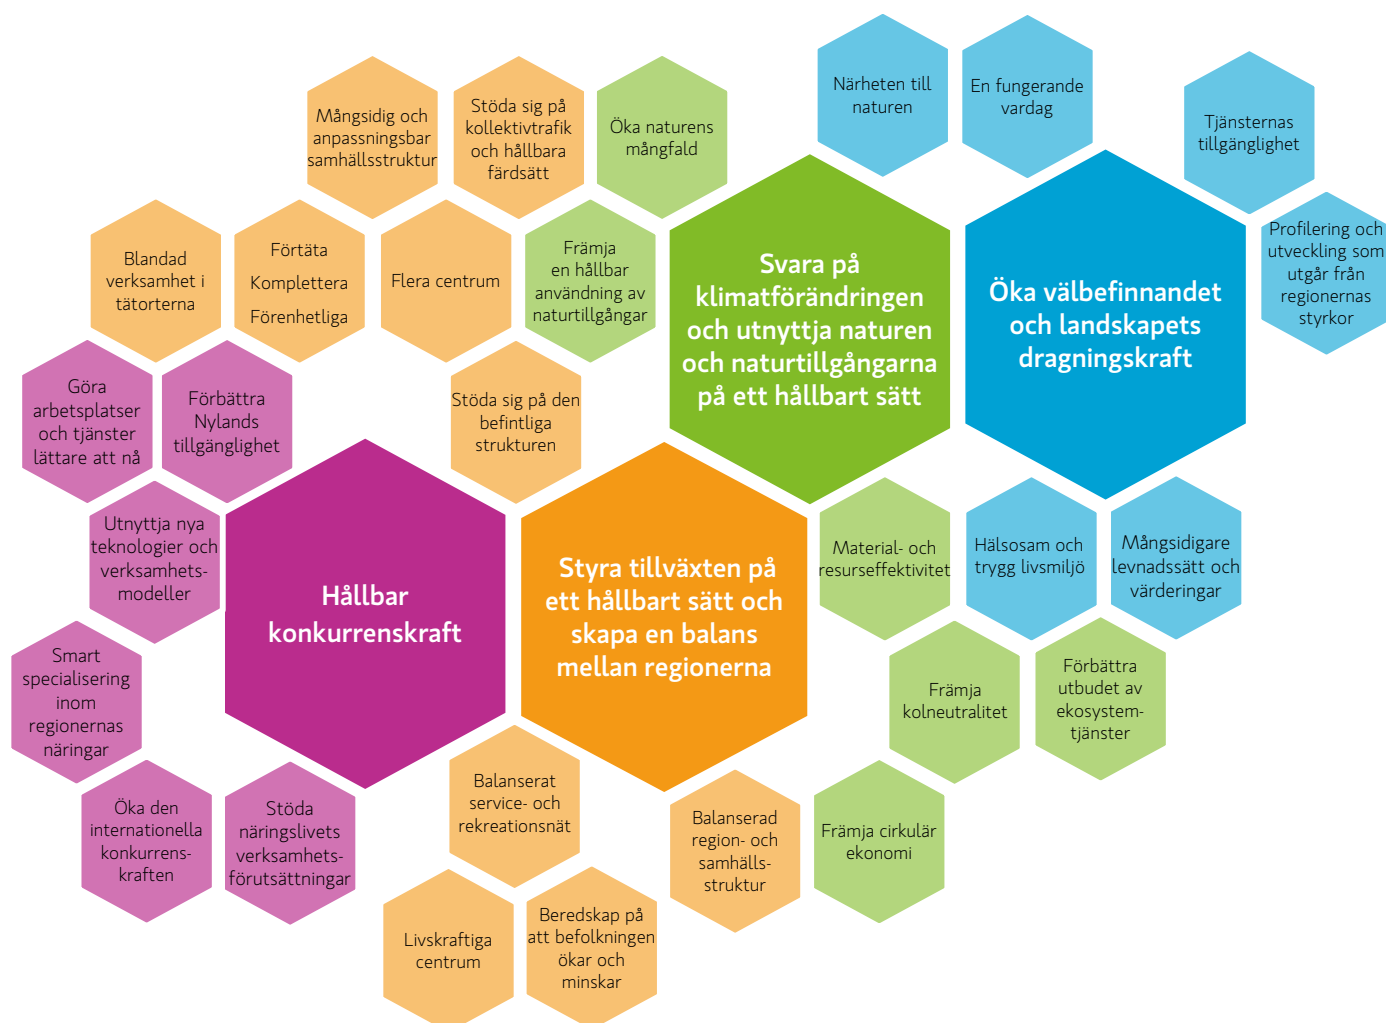 Närheten till
naturen
En fungerande
vardag
Tjänsternas
tillgänglighet
Mångsidig och
anpassningsbar
samhällsstruktur
Stöda sig på
kollektivtrafik
och hållbara
färdsätt
Öka naturens
mångfald
Blandad
verksamhet i
tätorterna
Förtäta
Komplettera
Förenhetliga
Flera centrum
Främja
en hållbar
användning av
naturtillgångar
Svara på
klimatförändringen
och utnyttja naturen
och naturtillgångarna
på ett hållbart sätt
Öka välbefinnandet
och landskapets
dragningskraft
Profilering och
utveckling som
utgår från
regionernas
styrkor
Göra
arbetsplatser
och tjänster
lättare att nå
Förbättra
Nylands
tillgänglighet
Stöda sig på den
befintliga
strukturen
Utnyttja nya
teknologier och
verksamhets-
modeller
Hållbar
konkurrenskraft
Styra tillväxten på
ett hållbart sätt och
skapa en balans
mellan regionerna
Material- och
resurseffektivitet
Hälsosam och
trygg livsmiljö
Mångsidigare
levnadssätt och
värderingar
Smart
specialisering
inom
regionernas
näringar
Främja
kolneutralitet
Förbättra
utbudet av
ekosystem-
tjänster
Öka den
internationella
konkurrens-
kraften
Stöda
näringslivets
verksamhets-
förutsättningar
Balanserat
service- och
rekreationsnät
Balanserad
region- och
samhälls-
struktur
Främja cirkulär
ekonomi
Livskraftiga
centrum
Beredskap på
att befolkningen
ökar och
minskar